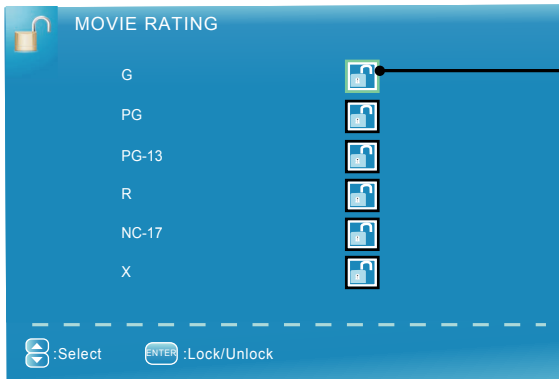 MOVIE RATING
G
PG
PG-13
R
NC-17
X
:Select ENTER :Lock/Unlock